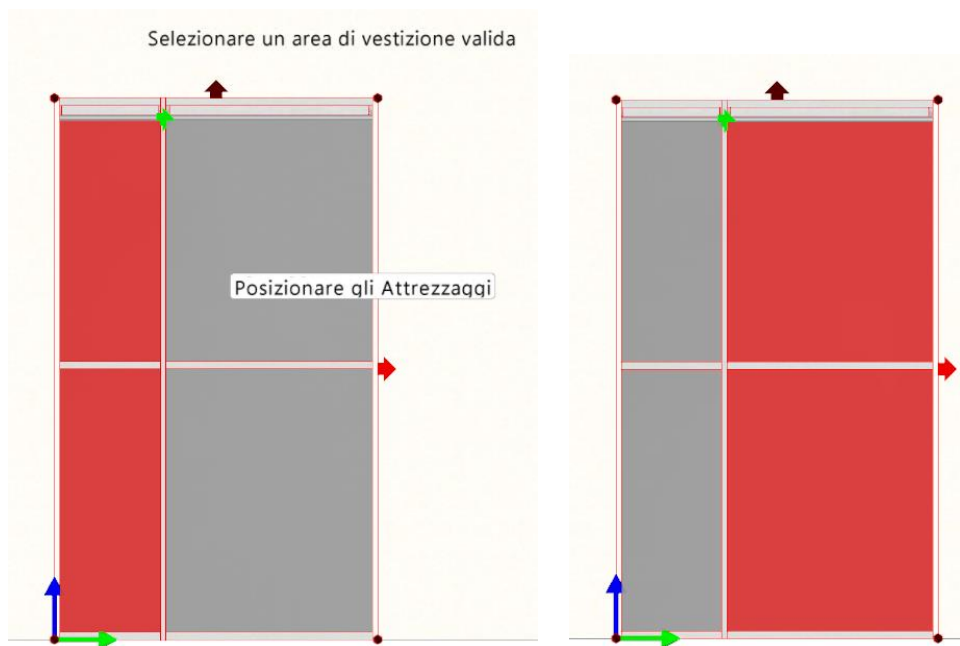 Selezionare un area di vestizione valida
Posizionare gli Attrezzaggi